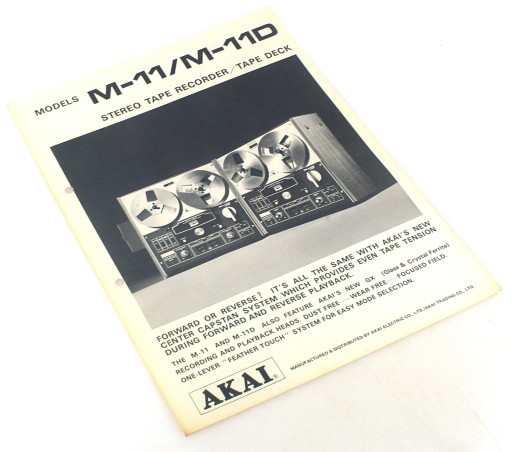 MODELS M-11/M-11D
STEREO TAPE RECORDER/TAPE DECK
FORWARD OR REVERSE? IT'S ALL THE SAME WITH AKAI'S NEW
CENTER CAPSTAN SYSTEM WHICH PROVIDES EVEN TAPE TENSION
DURING FORWARD AND REVERSE PLAYBACK.
THE M-11 AND M-11D ALSO FEATURE AKAI'S NEW GX (Glass & Crystal Ferrite)
RECORDING AND PLAYBACK HEADS. DUST FREE—WEAR FREE—FOCUSED FIELD.
ONE-LEVER "FEATHER TOUCH" SYSTEM FOR EASY MODE SELECTION.
AKAI®
MANUFACTURED & DISTRIBUTED BY AKAI ELECTRIC CO., LTD./AKAI TRADING CO., LTD.